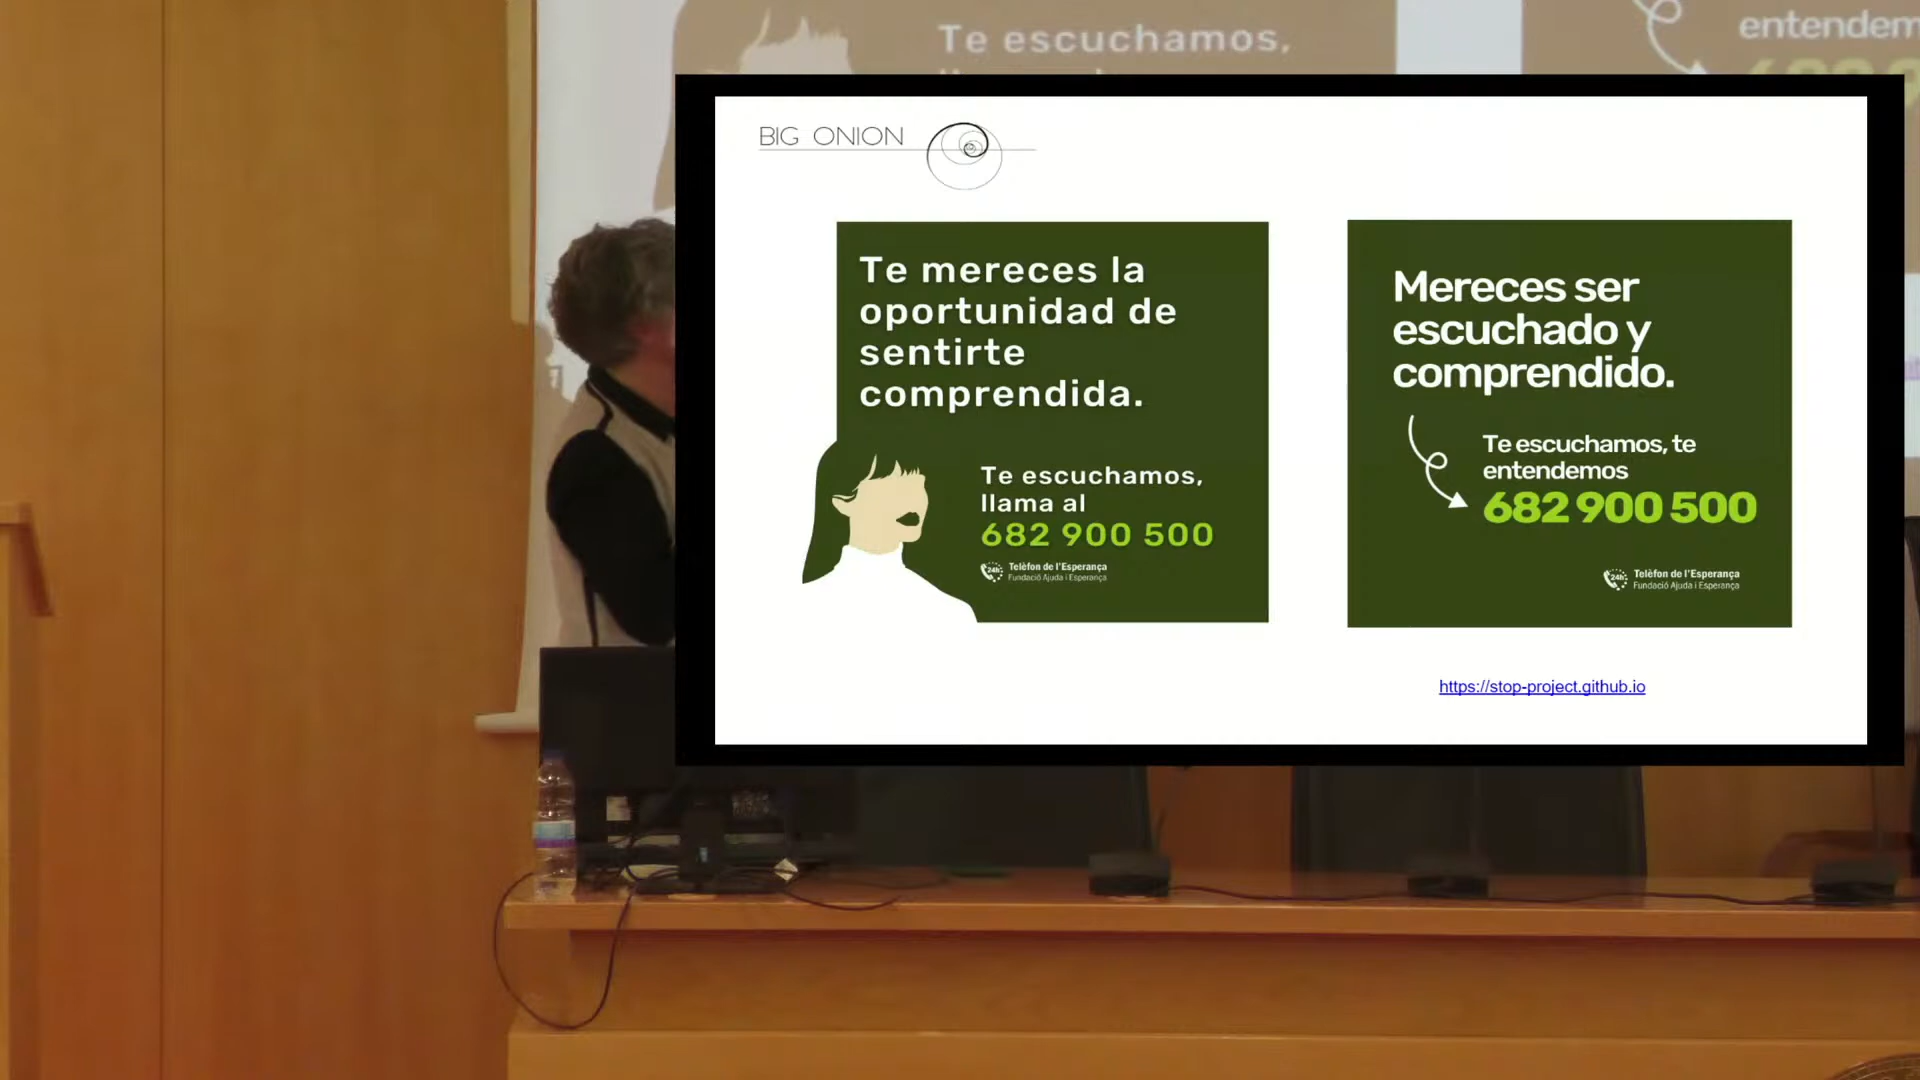 Te escuchamos,
entendem
BIG ONION
Te mereces la
oportunidad de
sentirte
comprendida.
Te escuchamos,
llama al
682 900 500
24h
Telèfon de l'Esperança
Fundació Ajuda i Esperança
Mereces ser
escuchado y
comprendido.
Te escuchamos, te
entendemos
682 900 500
24h
Telèfon de l'Esperança
Fundació Ajuda i Esperança
https://stop-project.github.io